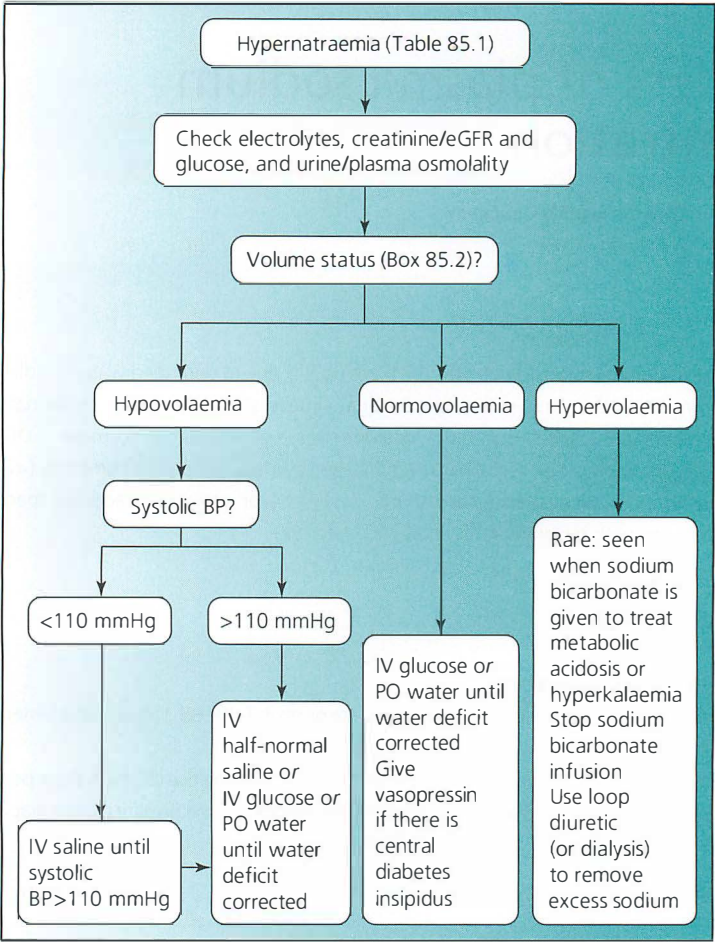 Hypernatraemia (Table 85.1)
Check electrolytes, creatinine/eGFR and
glucose, and urine/plasma osmolality
Volume status (Box 85.2)?
Hypovolaemia
Normovolaemia
Hypervolaemia
Systolic BP?
<110 mmHg
>110 mmHg
IV saline until
systolic
BP>110 mmHg
IV
half-normal
saline or
IV glucose or
PO water
until water
deficit
corrected
IV glucose or
PO water until
water deficit
corrected
Give
vasopressin
if there is
central
diabetes
insipidus
Rare: seen
when sodium
bicarbonate is
given to treat
metabolic
acidosis or
hyperkalaemia
Stop sodium
bicarbonate
infusion
Use loop
diuretic
(or dialysis)
to remove
excess sodium